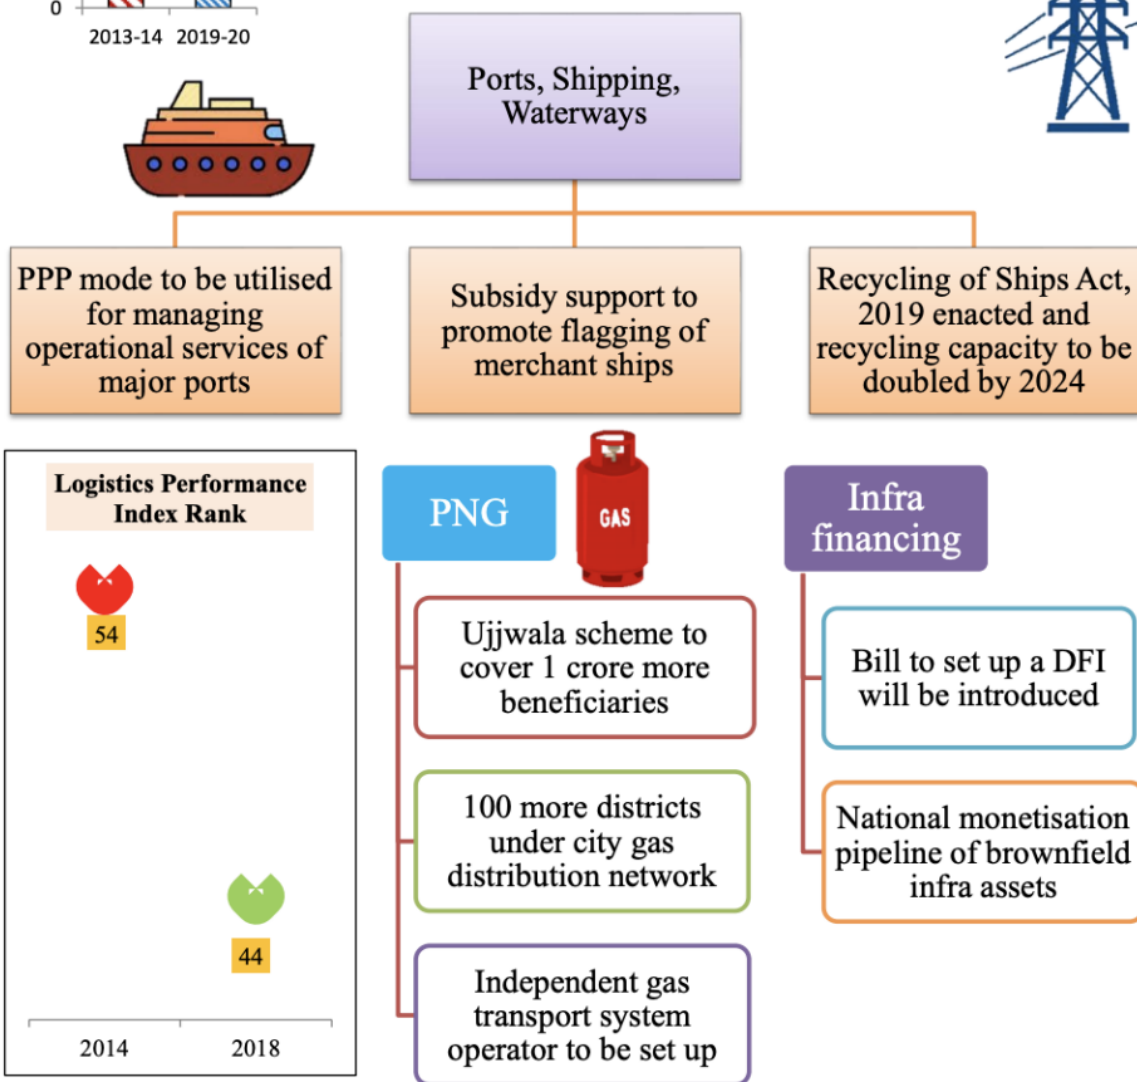 0
2013-14 2019-20
Ports, Shipping,
Waterways
PPP mode to be utilised
for managing
operational services of
major ports
Subsidy support to
promote flagging of
merchant ships
Recycling of Ships Act,
2019 enacted and
recycling capacity to be
doubled by 2024
Logistics Performance
Index Rank
54
44
2014 2018
PNG
GAS
Ujjwala scheme to
cover 1 crore more
beneficiaries
100 more districts
under city gas
distribution network
Independent gas
transport system
operator to be set up
Infra
financing
Bill to set up a DFI
will be introduced
National monetisation
pipeline of brownfield
infra assets